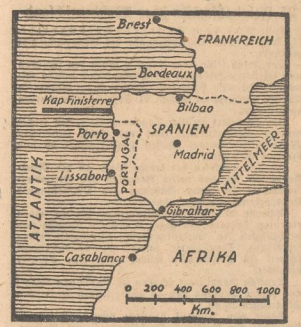 Brest
FRANKREICH
Bordeaux
Kap Finisterre
Bilbao
Porto
SPANIEN
PORTUGAL
Madrid
MITTELMEER
Lissabon
ATLANTIK
Gibraltar
Casablanca
AFRIKA
0 200 400 600 800 1000
Km.